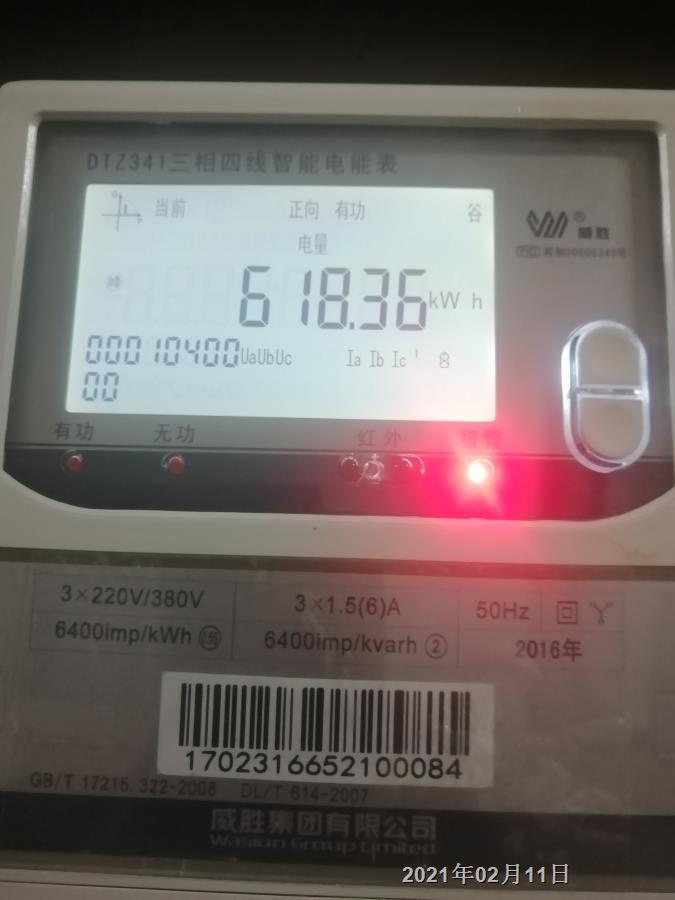 DTZ341三相四线智能电能表
当前 正向 有功 谷
电量
威胜
618.36 kW h
00010400 UaUbUc Ia Ib Ic
00
有功 无功 红外 报警
3×220V/380V 3×1.5(6)A 50Hz
6400imp/kWh 6400imp/kvarh ② 2016年
1702316652100084
GB/T 17215.322-2008 DL/T 614-2007
威胜集团有限公司
Wasion Group Limited
2021年02月11日